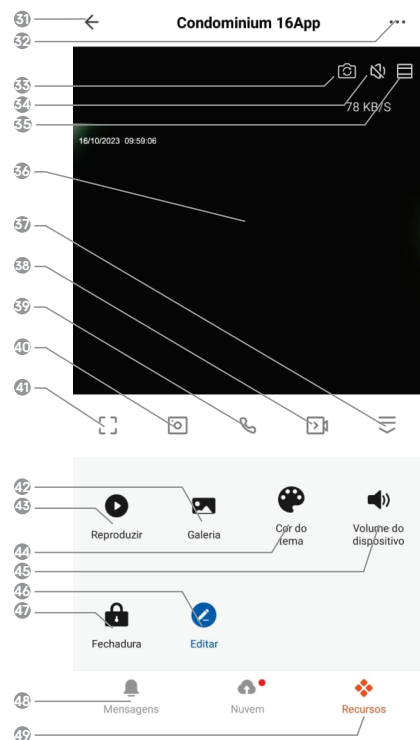 31
Condominium 16App
32
33
34
78 KB/S
35
16/10/2023 09:59:06
36
37
38
39
40
41
42
43
Reproduzir
Galeria
Cor do
tema
Volume do
dispositivo
44
45
46
47
Fechadura
Editar
48
Mensagens
Nuvem
Recursos
49